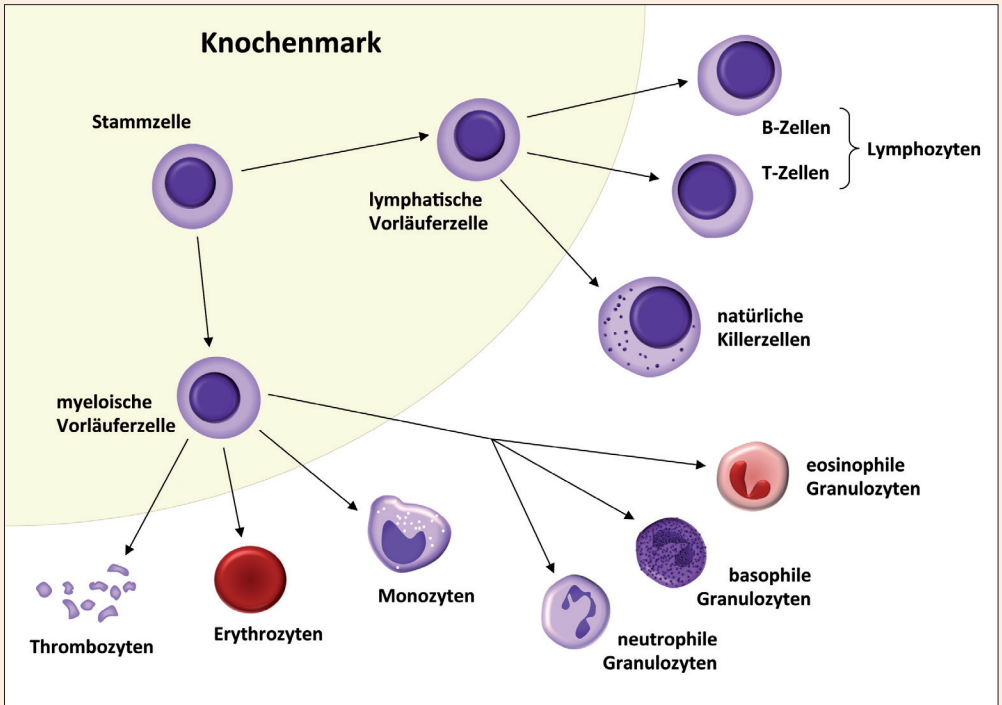 Knochenmark
Stammzelle
lymphatische
Vorläuferzelle
B-Zellen
T-Zellen
Lymphozyten
natürliche
Killerzellen
myeloische
Vorläuferzelle
eosinophile
Granulozyten
basophile
Granulozyten
neutrophile
Granulozyten
Monozyten
Erythrozyten
Thrombozyten